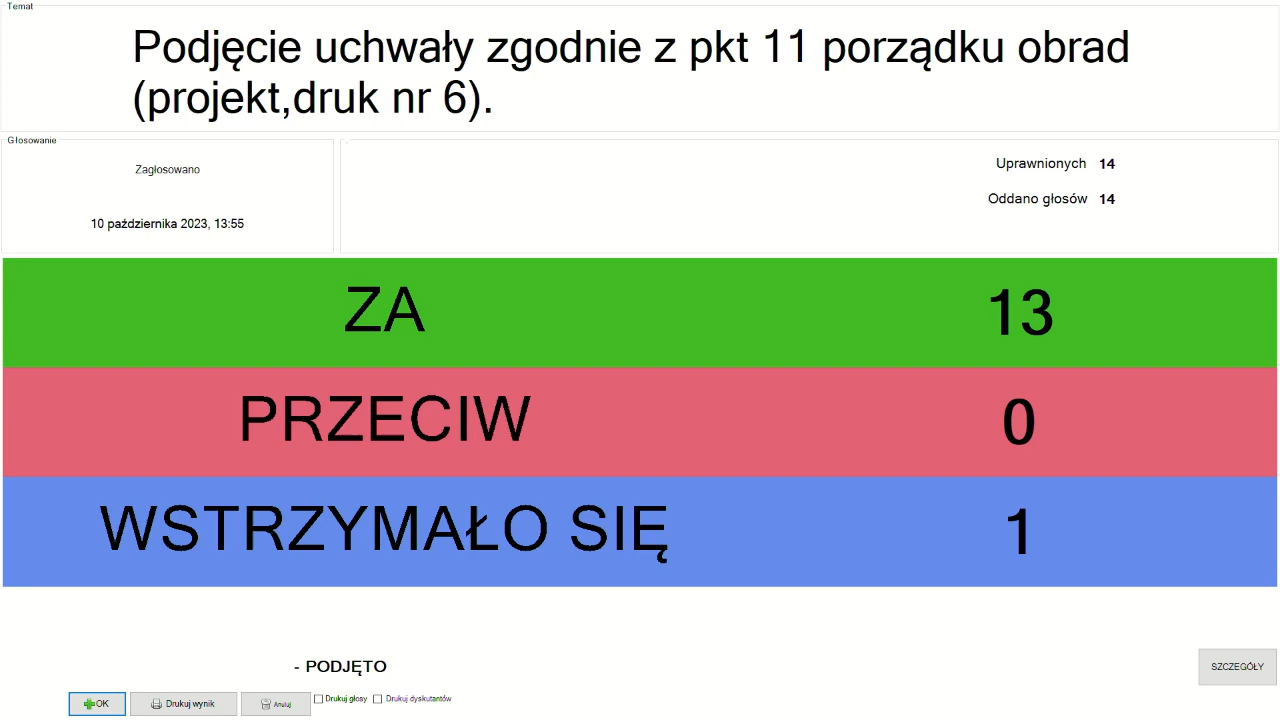 Temat
Podjęcie uchwały zgodnie z pkt 11 porządku obrad
(projekt,druk nr 6).
Głosowanie
Zagłosowano
10 października 2023, 13:55
Uprawnionych 14
Oddano głosów 14
ZA 13
PRZECIW 0
WSTRZYMAŁO SIĘ 1
- PODJĘTO
SZCZEGÓŁY
OK
Drukuj wynik
Anuluj
Drukuj głosy
Drukuj dyskutantów